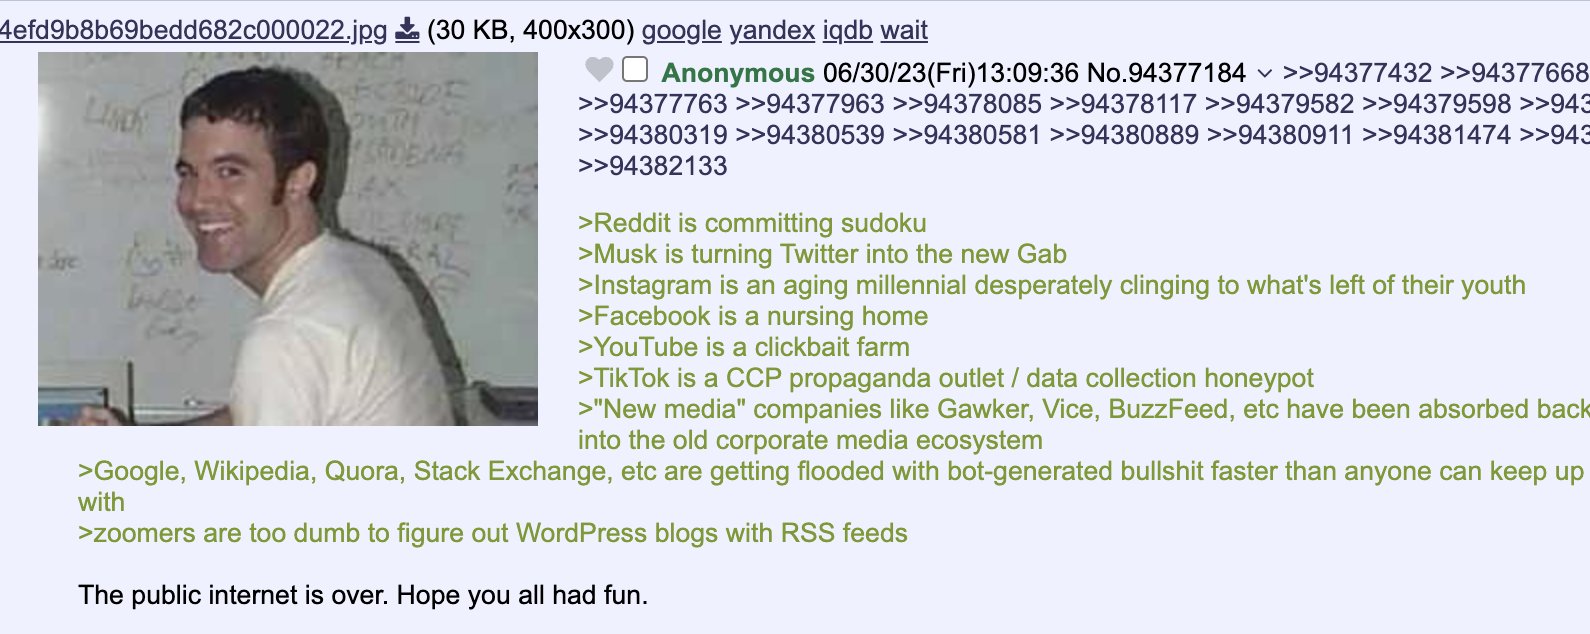 4efd9b8b69bedd682c000022.jpg (30 KB, 400x300) google yandex iqdb wait
Anonymous 06/30/23(Fri)13:09:36 No.94377184 >>94377432 >>94377668
>>94377763 >>94377963 >>94378085 >>94378117 >>94379582 >>94379598 >>943
>>94380319 >>94380539 >>94380581 >>94380889 >>94380911 >>94381474 >>943
>>94382133
>Reddit is committing sudoku
>Musk is turning Twitter into the new Gab
>Instagram is an aging millennial desperately clinging to what's left of their youth
>Facebook is a nursing home
>YouTube is a clickbait farm
>TikTok is a CCP propaganda outlet / data collection honeypot
>"New media" companies like Gawker, Vice, BuzzFeed, etc have been absorbed back
into the old corporate media ecosystem
>Google, Wikipedia, Quora, Stack Exchange, etc are getting flooded with bot-generated bullshit faster than anyone can keep up
with
>zoomers are too dumb to figure out WordPress blogs with RSS feeds
The public internet is over. Hope you all had fun.